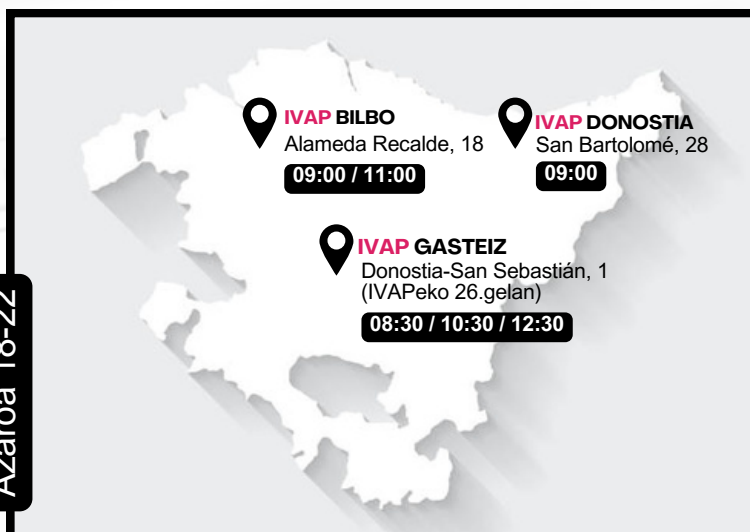 IVAP BILBO
Alameda Recalde, 18
09:00 / 11:00
IVAP DONOSTIA
San Bartolomé, 28
09:00
IVAP GASTEIZ
Donostia-San Sebastián, 1
(IVAPeko 26.gelan)
08:30 / 10:30 / 12:30
Azaroa 18-22